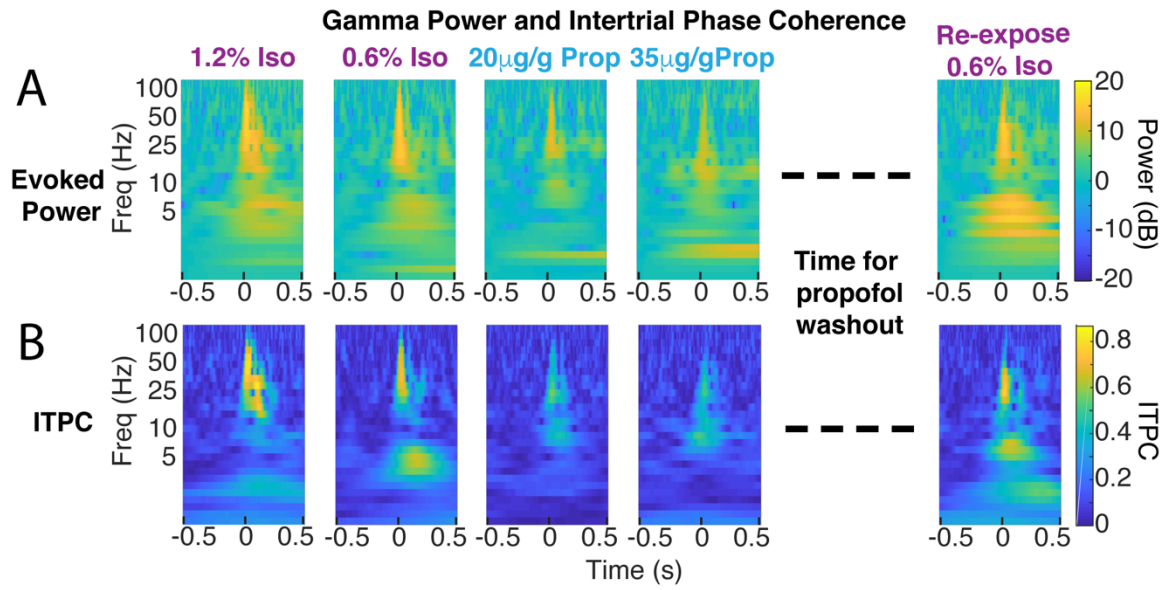 Gamma Power and Intertrial Phase Coherence
1.2% Iso
0.6% Iso
20μg/g Prop
35μg/gProp
Re-expose
0.6% Iso
A
Evoked
Power
Freq (Hz)
100
50
25
10
5
-0.5 0 0.5
-0.5 0 0.5
-0.5 0 0.5
-0.5 0 0.5
-0.5 0 0.5
20
10
0
-10
-20
Power (dB)
Time for
propofol
washout
B
ITPC
Freq (Hz)
100
50
25
10
5
-0.5 0 0.5
-0.5 0 0.5
-0.5 0 0.5
-0.5 0 0.5
-0.5 0 0.5
0.8
0.6
0.4
0.2
0
ITPC
Time (s)